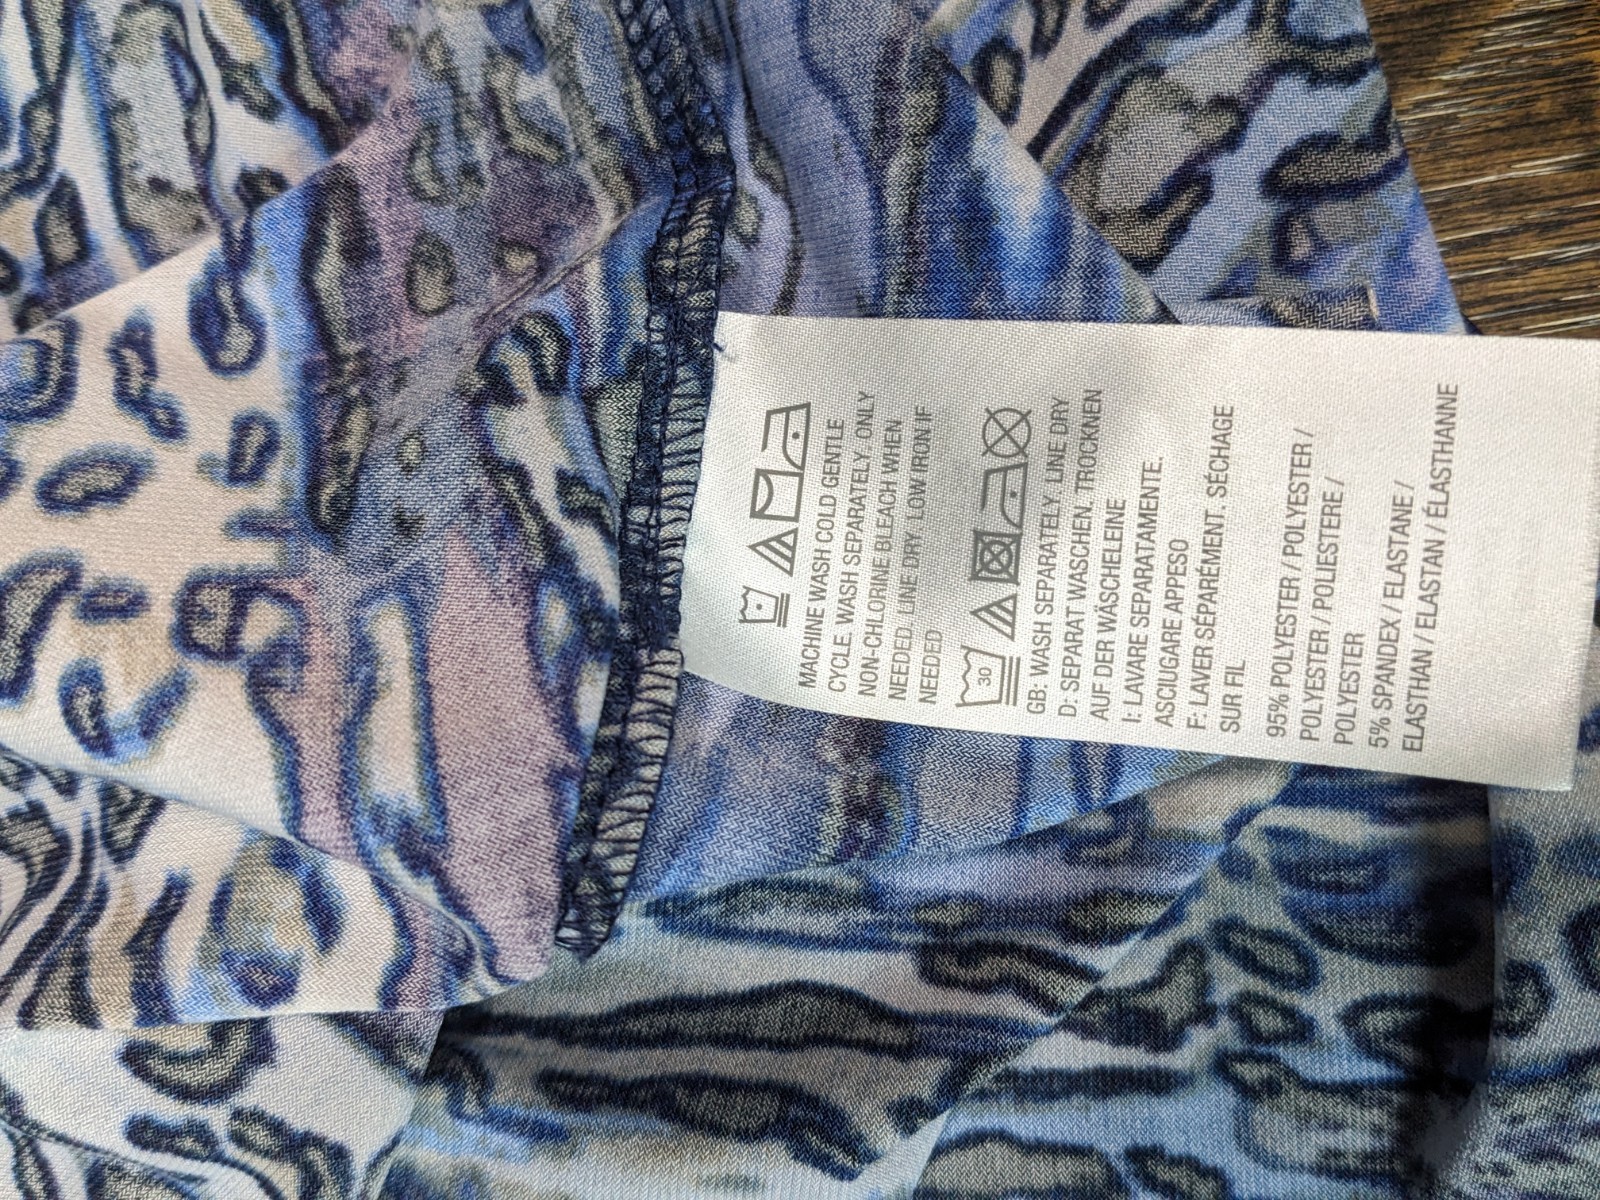 MACHINE WASH COLD GENTLE
CYCLE. WASH SEPARATELY. ONLY
NON-CHLORINE BLEACH WHEN
NEEDED. LINE DRY. LOW IRON IF
NEEDED
30
GB: WASH SEPARATELY. LINE DRY
D: SEPARAT WASCHEN. TROCKNEN
AUF DER WÄSCHELEINE
I: LAVARE SEPARATAMENTE.
ASCIUGARE APPESO
F: LAVER SÉPARÉMENT. SÉCHAGE
SUR FIL
95% POLYESTER / POLYESTER /
POLYESTER / POLIESTERE /
POLYESTER
5% SPANDEX / ELASTANE /
ELASTHAN / ELASTAN / ÉLASTHANNE